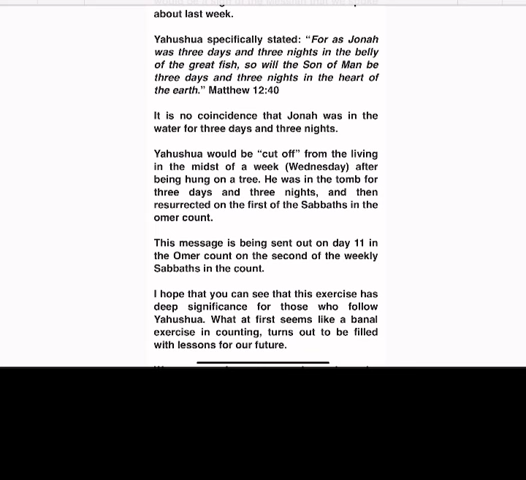 about last week.
Yahushua specifically stated: “For as Jonah
was three days and three nights in the belly
of the great fish, so will the Son of Man be
three days and three nights in the heart of
the earth.” Matthew 12:40
It is no coincidence that Jonah was in the
water for three days and three nights.
Yahushua would be “cut off” from the living
in the midst of a week (Wednesday) after
being hung on a tree. He was in the tomb for
three days and three nights, and then
resurrected on the first of the Sabbaths in the
omer count.
This message is being sent out on day 11 in
the Omer count on the second of the weekly
Sabbaths in the count.
I hope that you can see that this exercise has
deep significance for those who follow
Yahushua. What at first seems like a banal
exercise in counting, turns out to be filled
with lessons for our future.